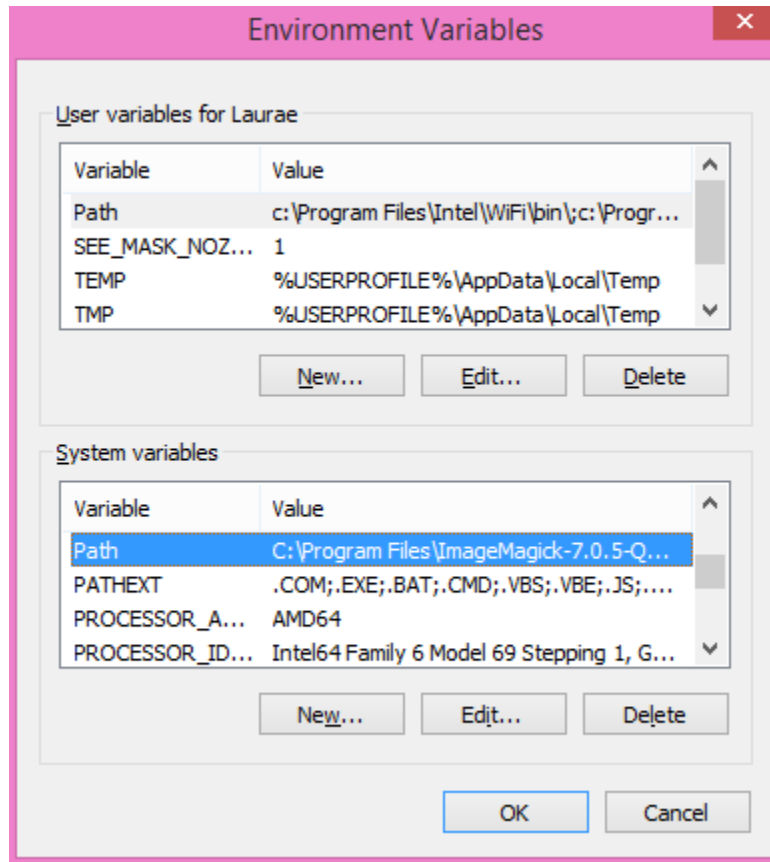 Environment Variables
User variables for Laurae
Variable Value
Path c:\Program Files\Intel\WiFi\bin\;c:\Progr...
SEE_MASK_NOZ... 1
TEMP %USERPROFILE%\AppData\Local\Temp
TMP %USERPROFILE%\AppData\Local\Temp
New... Edit... Delete
System variables
Variable Value
Path C:\Program Files\ImageMagick-7.0.5-Q...
PATHEXT .COM;.EXE;.BAT;.CMD;.VBS;.VBE;.JS;....
PROCESSOR_A... AMD64
PROCESSOR_ID... Intel64 Family 6 Model 69 Stepping 1, G...
New... Edit... Delete
OK Cancel